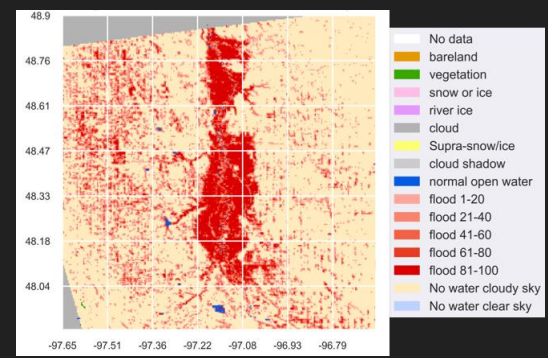 48.9
48.76
48.61
48.47
48.33
48.18
48.04
-97.65 -97.51 -97.36 -97.22 -97.08 -96.93 -96.79
No data
bareland
vegetation
snow or ice
river ice
cloud
Supra-snow/ice
cloud shadow
normal open water
flood 1-20
flood 21-40
flood 41-60
flood 61-80
flood 81-100
No water cloudy sky
No water clear sky